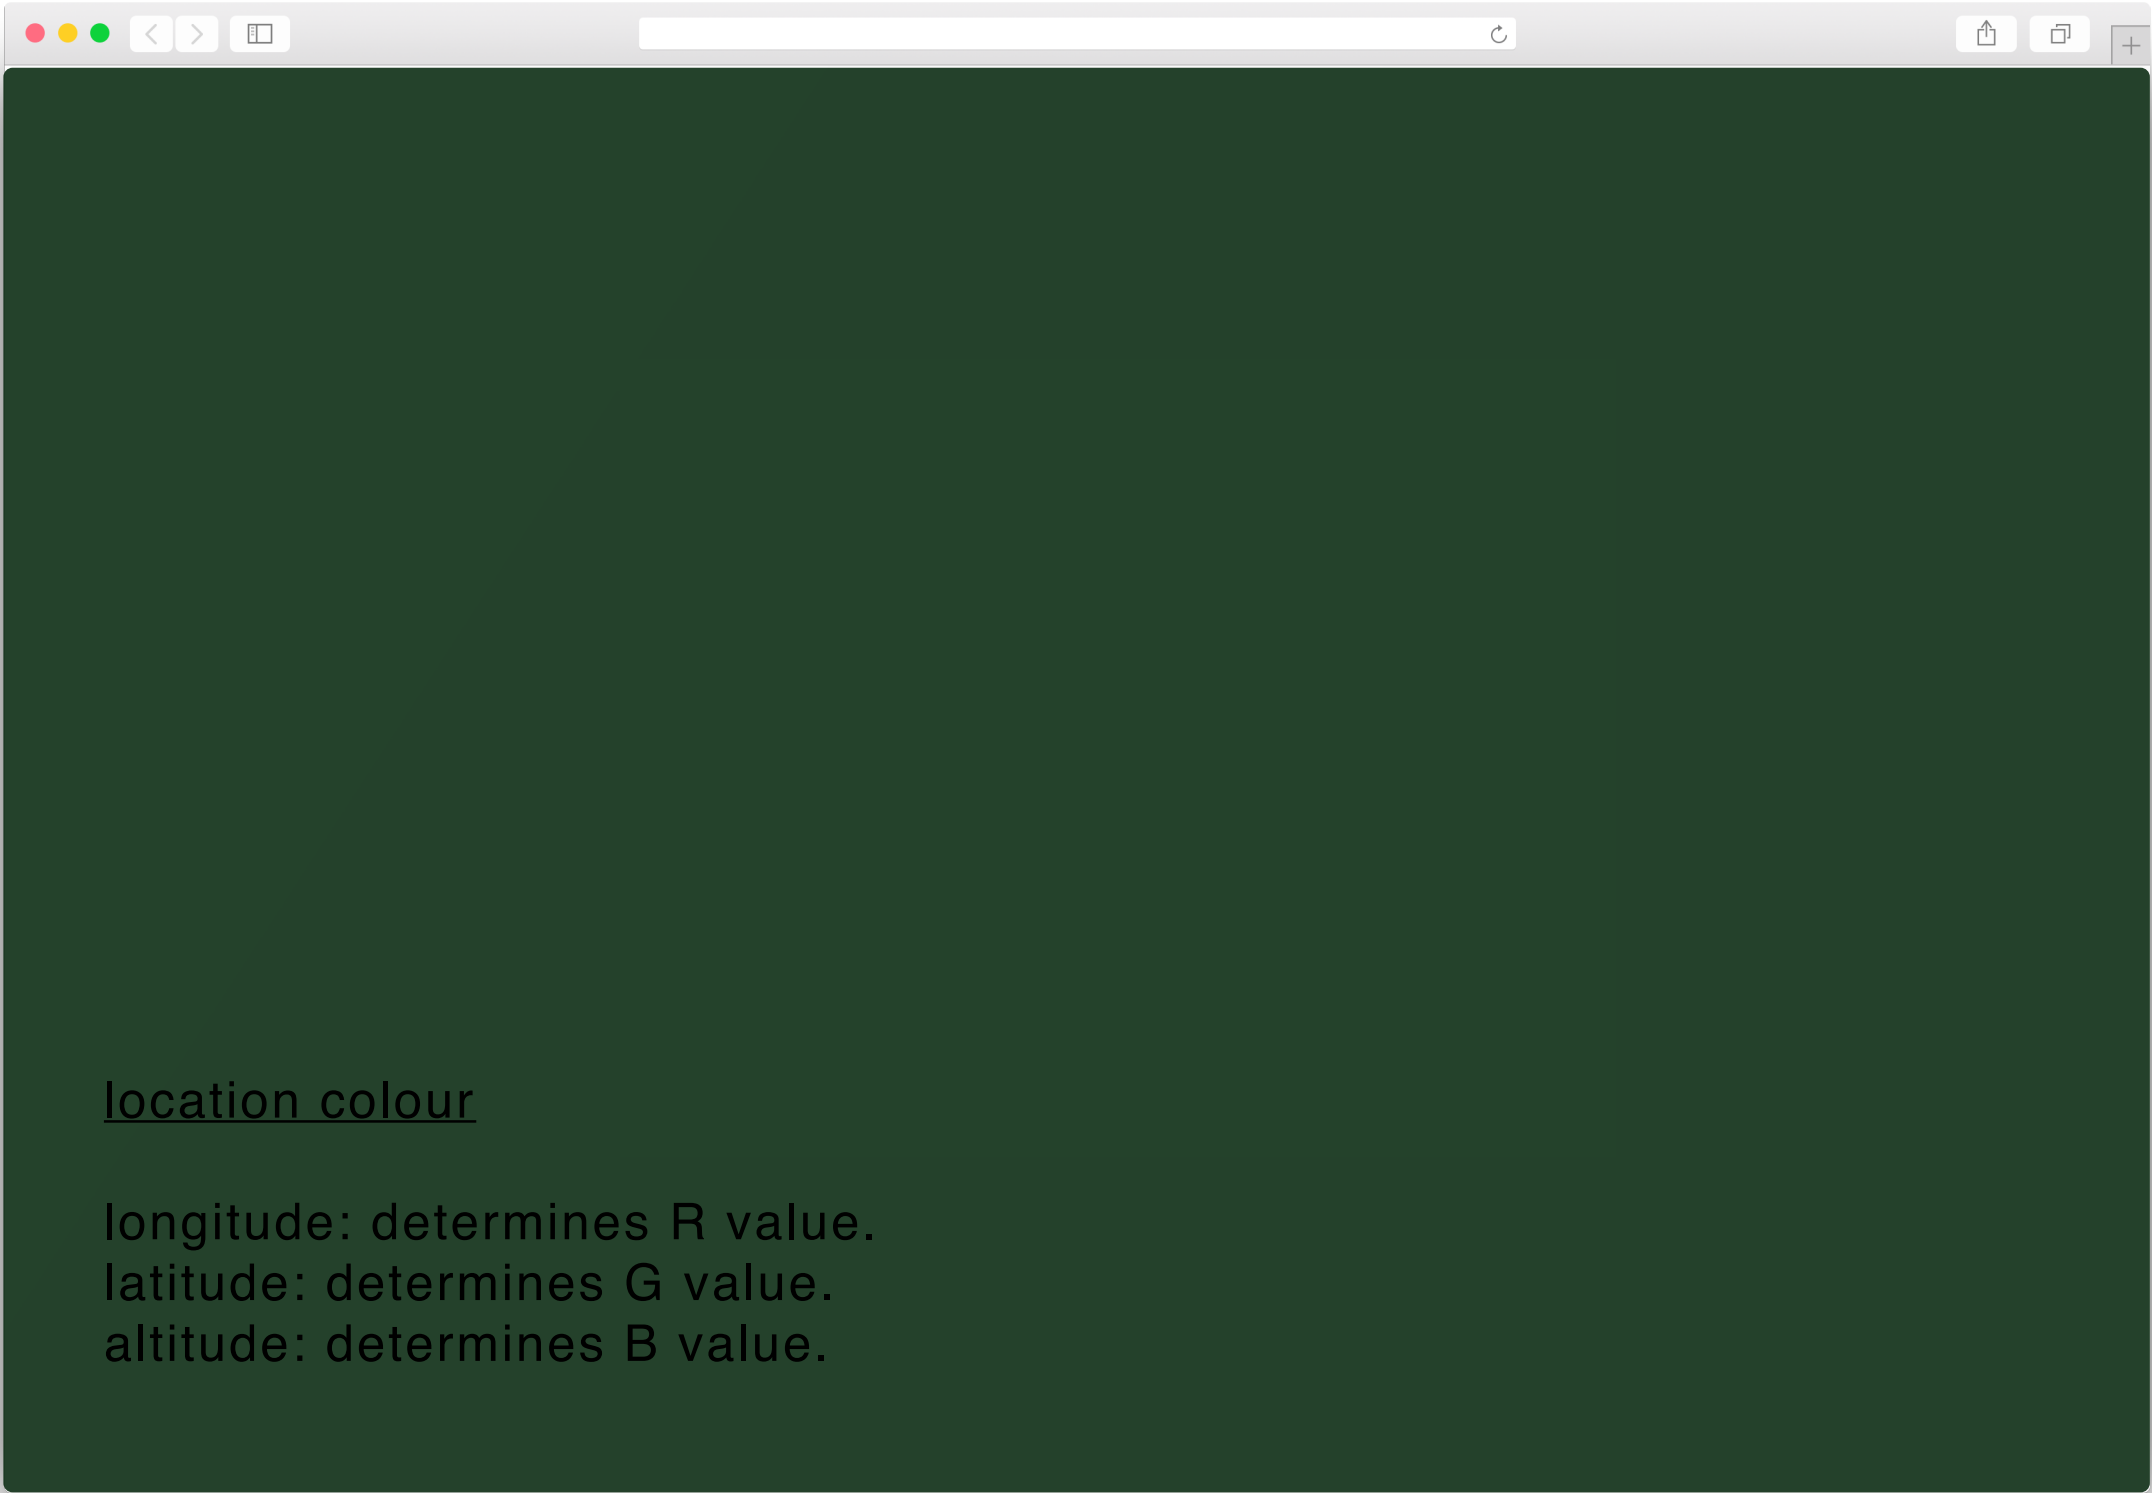 location colour
longitude: determines R value.
latitude: determines G value.
altitude: determines B value.